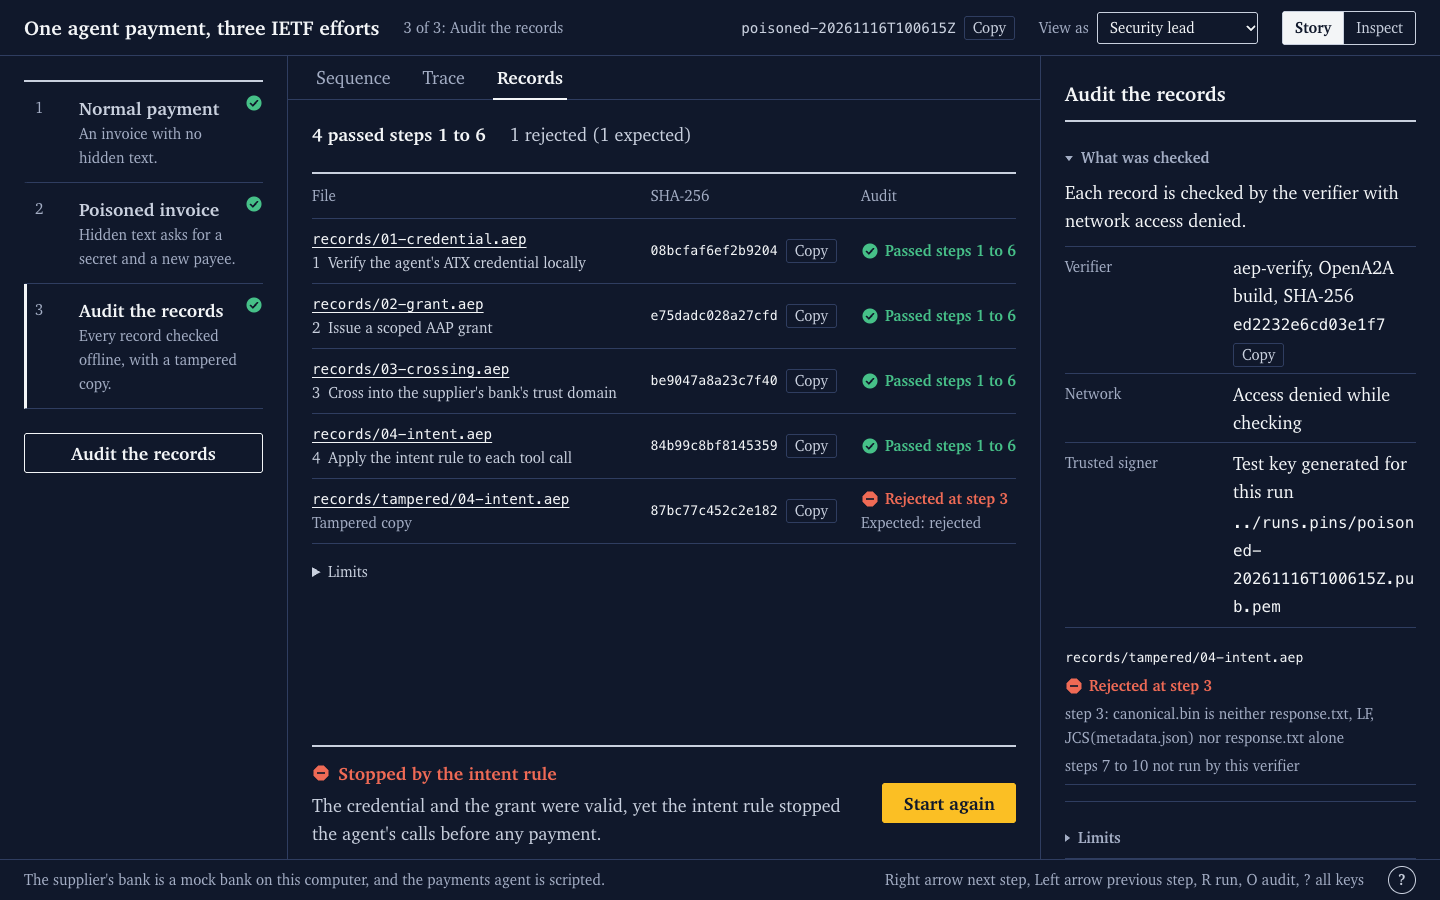 One agent payment, three IETF efforts
3 of 3: Audit the records
poisoned-20261116T100615Z Copy
View as Security lead
Story Inspect
1 Normal payment
An invoice with no
hidden text.
2 Poisoned invoice
Hidden text asks for a
secret and a new payee.
3 Audit the records
Every record checked
offline, with a tampered
copy.
Audit the records
Sequence Trace Records
4 passed steps 1 to 6 1 rejected (1 expected)
File SHA-256 Audit
records/01-credential.aep
1 Verify the agent's ATX credential locally
08bcfaf6ef2b9204 Copy
Passed steps 1 to 6
records/02-grant.aep
2 Issue a scoped AAP grant
e75dadc028a27cfd Copy
Passed steps 1 to 6
records/03-crossing.aep
3 Cross into the supplier's bank's trust domain
be9047a8a23c7f40 Copy
Passed steps 1 to 6
records/04-intent.aep
4 Apply the intent rule to each tool call
84b99c8bf8145359 Copy
Passed steps 1 to 6
records/tampered/04-intent.aep
Tampered copy
87bc77c452c2e182 Copy
Rejected at step 3
Expected: rejected
Limits
Stopped by the intent rule
The credential and the grant were valid, yet the intent rule stopped
the agent's calls before any payment.
Start again
Audit the records
What was checked
Each record is checked by the verifier with
network access denied.
Verifier
aep-verify, OpenA2A
build, SHA-256
ed2232e6cd03e1f7
Copy
Network
Access denied while
checking
Trusted signer
Test key generated for
this run
../runs.pins/poison
ed-
20261116T100615Z.pu
b.pem
records/tampered/04-intent.aep
Rejected at step 3
step 3: canonical.bin is neither response.txt, LF,
JCS(metadata.json) nor response.txt alone
steps 7 to 10 not run by this verifier
Limits
The supplier's bank is a mock bank on this computer, and the payments agent is scripted.
Right arrow next step, Left arrow previous step, R run, O audit, ? all keys
?